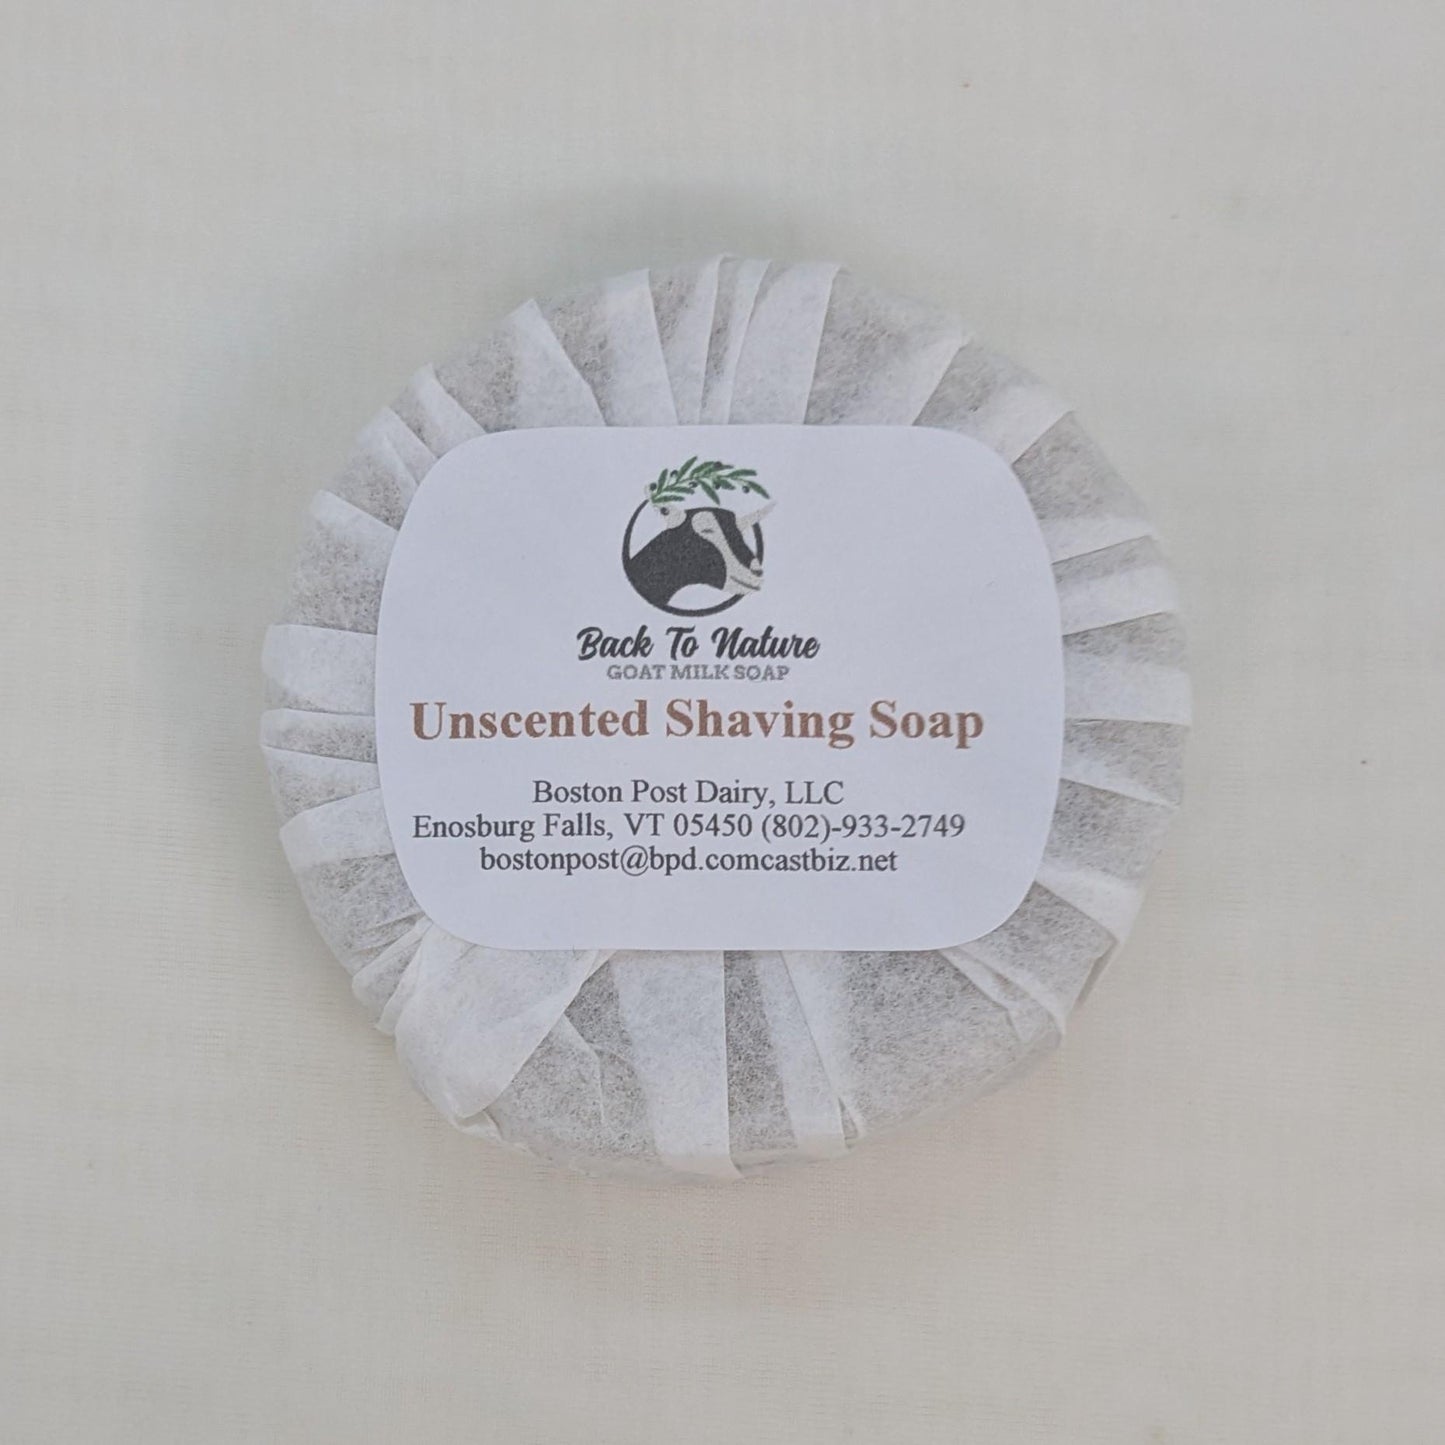 Back To Nature
GOAT MILK SOAP
Unscented Shaving Soap
Boston Post Dairy, LLC
Enosburg Falls, VT 05450 (802)-933-2749
bostonpost@bpd.comcastbiz.net